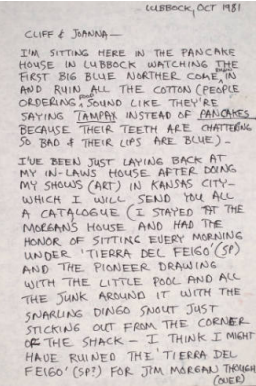 LUBBOCK, OCT 1981
CLIFF & JOANNA —
I'M SITTING HERE IN THE PANCAKE
HOUSE IN LUBBOCK WATCHING THE
FIRST BIG BLUE NORTHER COME IN
AND RUIN ALL THE COTTON (PEOPLE
ORDERING SOUND LIKE THEY'RE
SAYING TAMPAX INSTEAD OF PANCAKES
BECAUSE THEIR TEETH ARE CHATTERING
SO BAD & THEIR LIPS ARE BLUE) —
I'VE BEEN JUST LAYING BACK AT
MY IN-LAWS HOUSE AFTER DOING
MY SHOWS (ART) IN KANSAS CITY—
WHICH I WILL SEND YOU ALL
A CATALOGUE (I STAYED AT THE
MORGAN'S HOUSE AND HAD THE
HONOR OF SITTING EVERY MORNING
UNDER 'TIERRA DEL FEIGO' (SP)
AND THE PIONEER DRAWING
WITH THE LITTLE POOL AND ALL
THE JUNK AROUND IT WITH THE
SNARLING DINGO SNOUT JUST
STICKING OUT FROM THE CORNER
OF THE SHACK — I THINK I MIGHT
HAVE RUINED THE 'TIERRA DEL
FEIGO' (SP?) FOR JIM MORGAN THOUGH
(OVER)